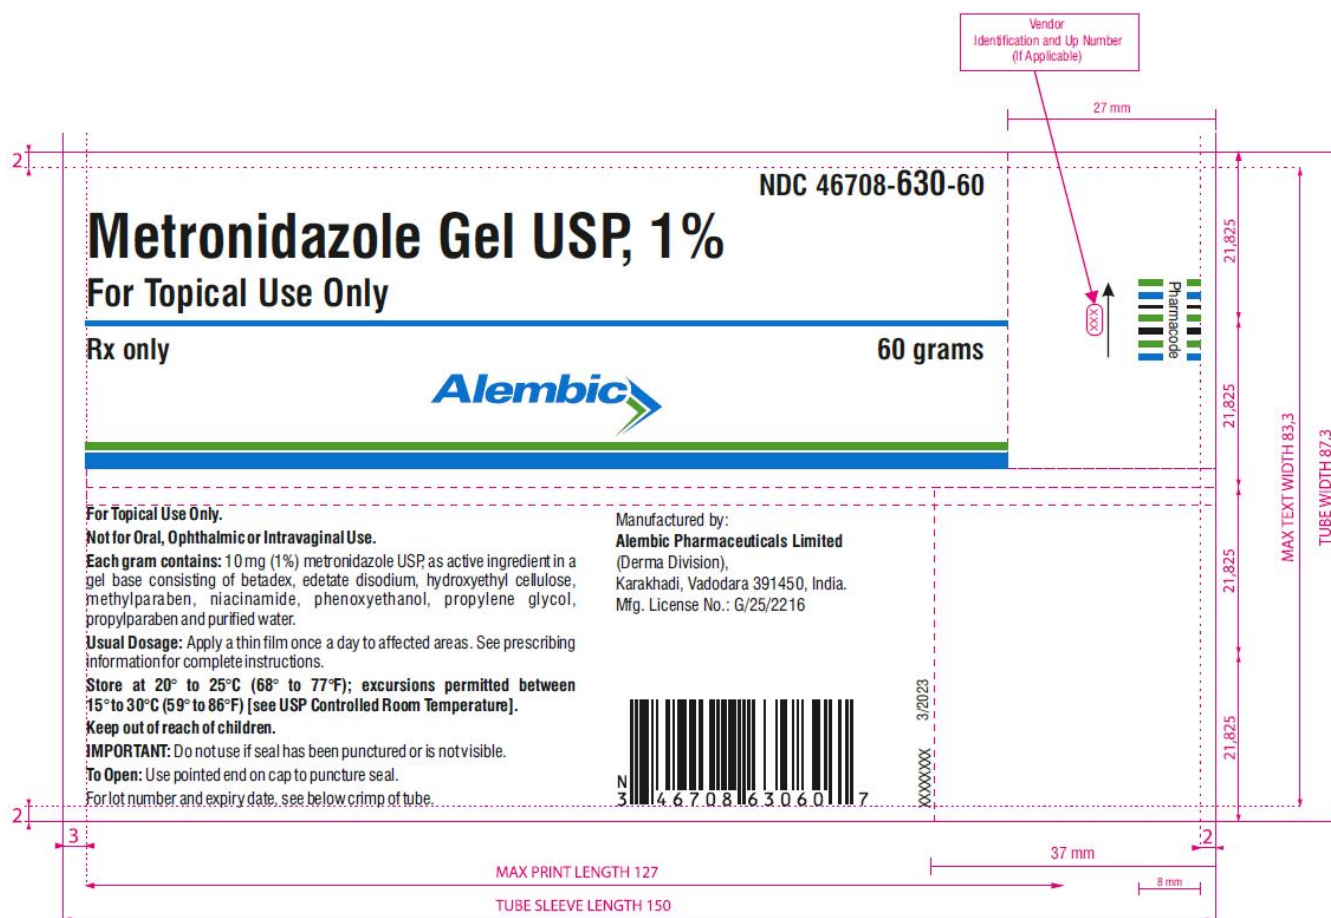 Vendor
Identification and Up Number
(If Applicable)
27 mm
2
NDC 46708-630-60
Metronidazole Gel USP, 1%
For Topical Use Only
Rx only
60 grams
Alembic
XXX
Pharmacode
21,825
21,825
21,825
21,825
MAX TEXT WIDTH 83,3
TUBE WIDTH 87,3
For Topical Use Only.
Not for Oral, Ophthalmic or Intravaginal Use.
Each gram contains: 10 mg (1%) metronidazole USP, as active ingredient in a
gel base consisting of betadex, edetate disodium, hydroxyethyl cellulose,
methylparaben, niacinamide, phenoxyethanol, propylene glycol,
propylparaben and purified water.
Usual Dosage: Apply a thin film once a day to affected areas. See prescribing
information for complete instructions.
Store at 20° to 25°C (68° to 77°F); excursions permitted between
15° to 30°C (59° to 86°F) [see USP Controlled Room Temperature].
Keep out of reach of children.
IMPORTANT: Do not use if seal has been punctured or is not visible.
To Open: Use pointed end on cap to puncture seal.
For lot number and expiry date, see below crimp of tube.
Manufactured by:
Alembic Pharmaceuticals Limited
(Derma Division),
Karakhadi, Vadodara 391450, India.
Mfg. License No.: G/25/2216
N
3 46708 63060 7
XXXXXXXX 3/2023
2
3
2
37 mm
8 mm
MAX PRINT LENGTH 127
TUBE SLEEVE LENGTH 150